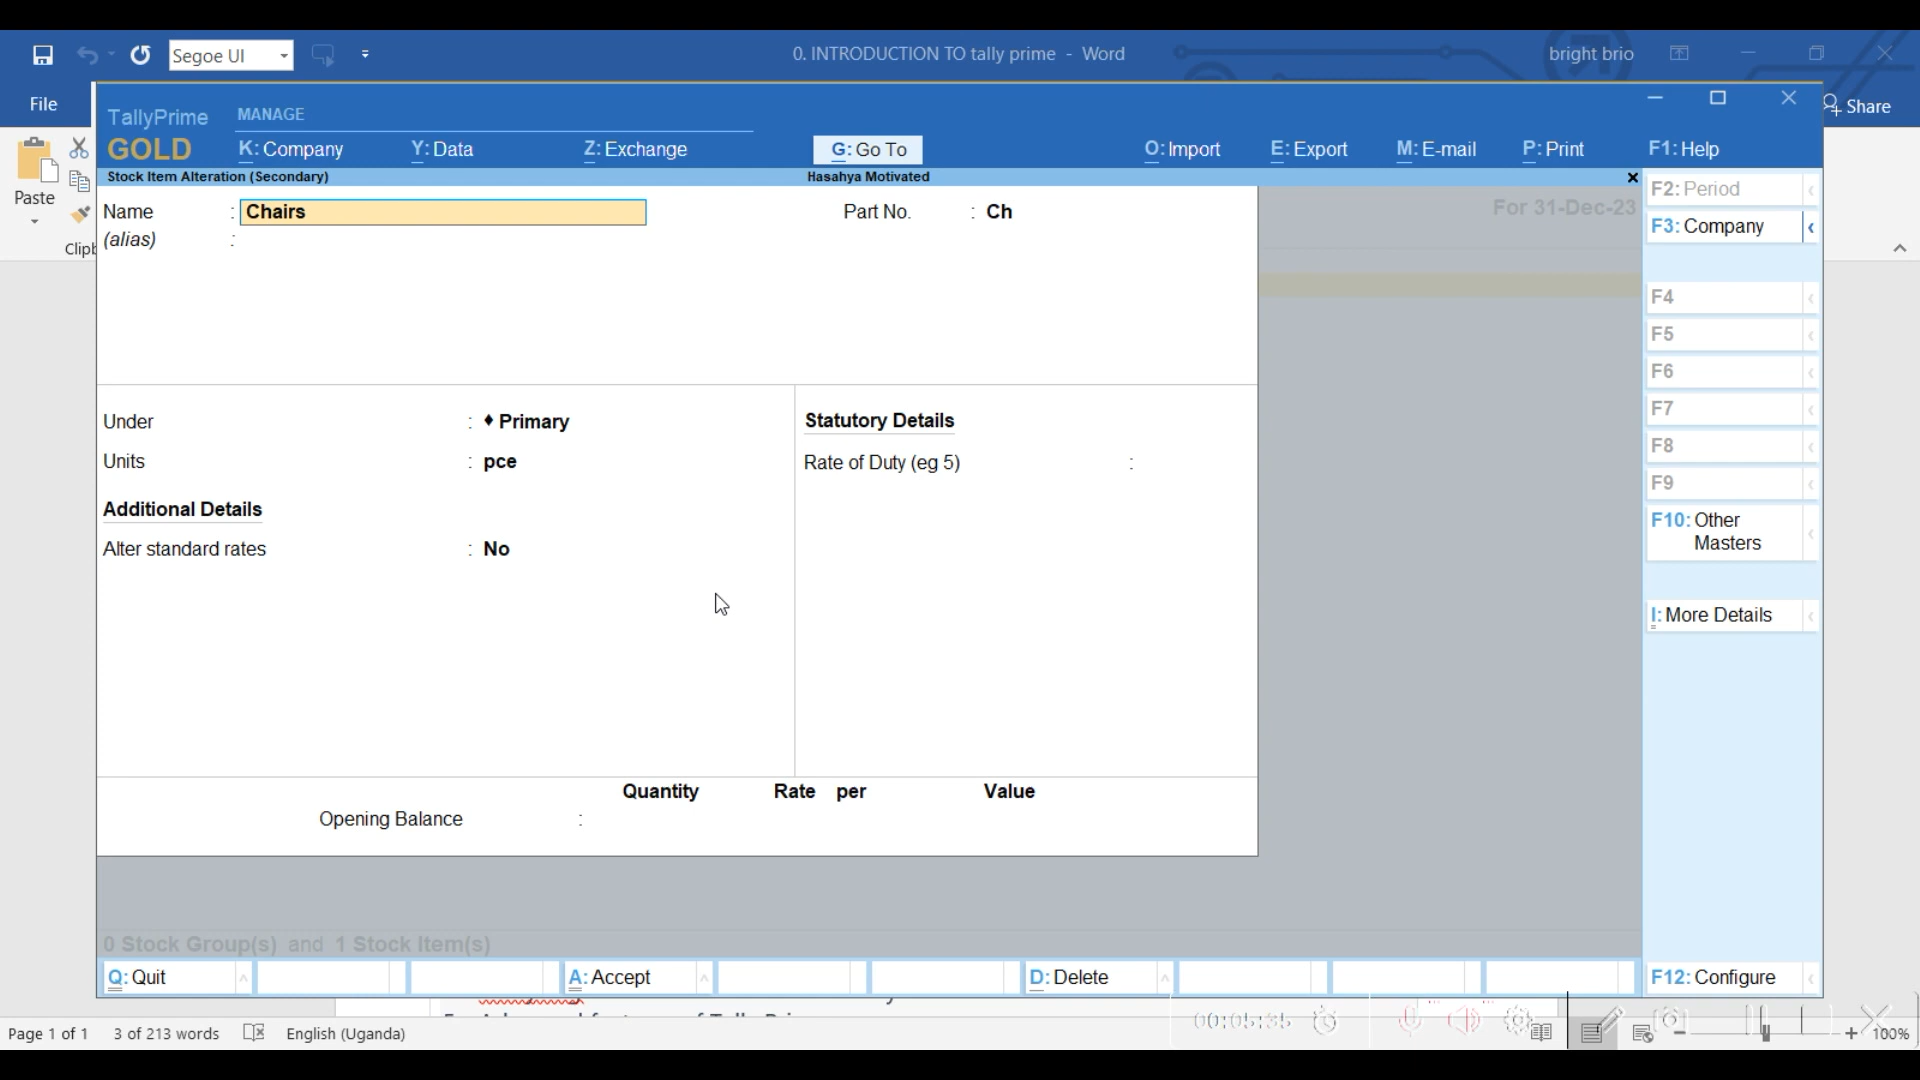 Segoe UI
0. INTRODUCTION TO tally prime - Word
bright brio
File
Share
Paste
Clipb
TallyPrime
GOLD
MANAGE
K: Company
Y: Data
Z: Exchange
G: Go To
O: Import
E: Export
M: E-mail
P: Print
F1: Help
Stock Item Alteration (Secondary)
Hasahya Motivated
Name : Chairs
Part No. : Ch
(alias) :
For 31-Dec-23
F2: Period
F3: Company
F4
F5
F6
F7
F8
F9
F10: Other
Masters
I: More Details
F12: Configure
Under : ♦ Primary
Units : pce
Additional Details
Alter standard rates : No
Statutory Details
Rate of Duty (eg 5) :
Quantity Rate per Value
Opening Balance :
0 Stock Group(s) and 1 Stock Item(s)
Q: Quit
A: Accept
D: Delete
00:05:35
Page 1 of 1
3 of 213 words
English (Uganda)
100%